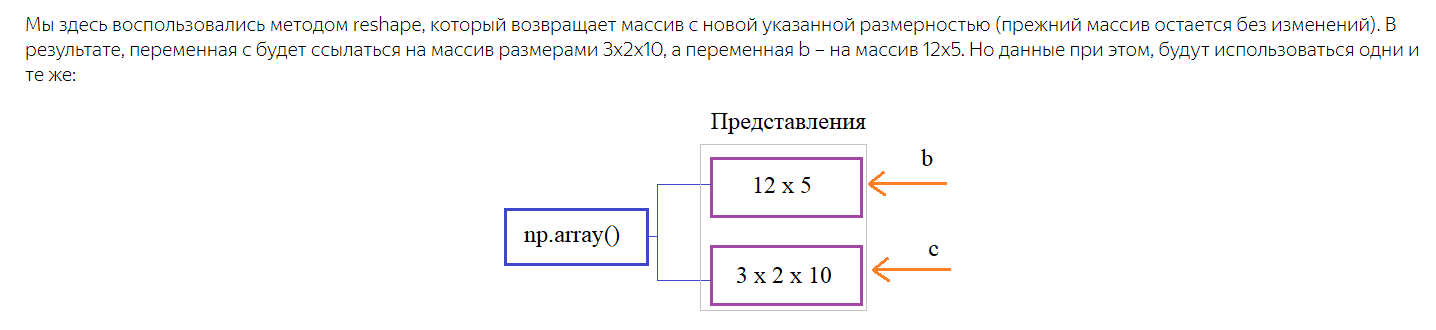 Мы здесь воспользовались методом reshape, который возвращает массив с новой указанной размерностью (прежний массив остается без изменений). В
результате, переменная c будет ссылаться на массив размерами 3x2x10, а переменная b – на массив 12x5. Но данные при этом, будут использоваться одни и
те же:
Представления
b
12 x 5
np.array()
c
3 x 2 x 10